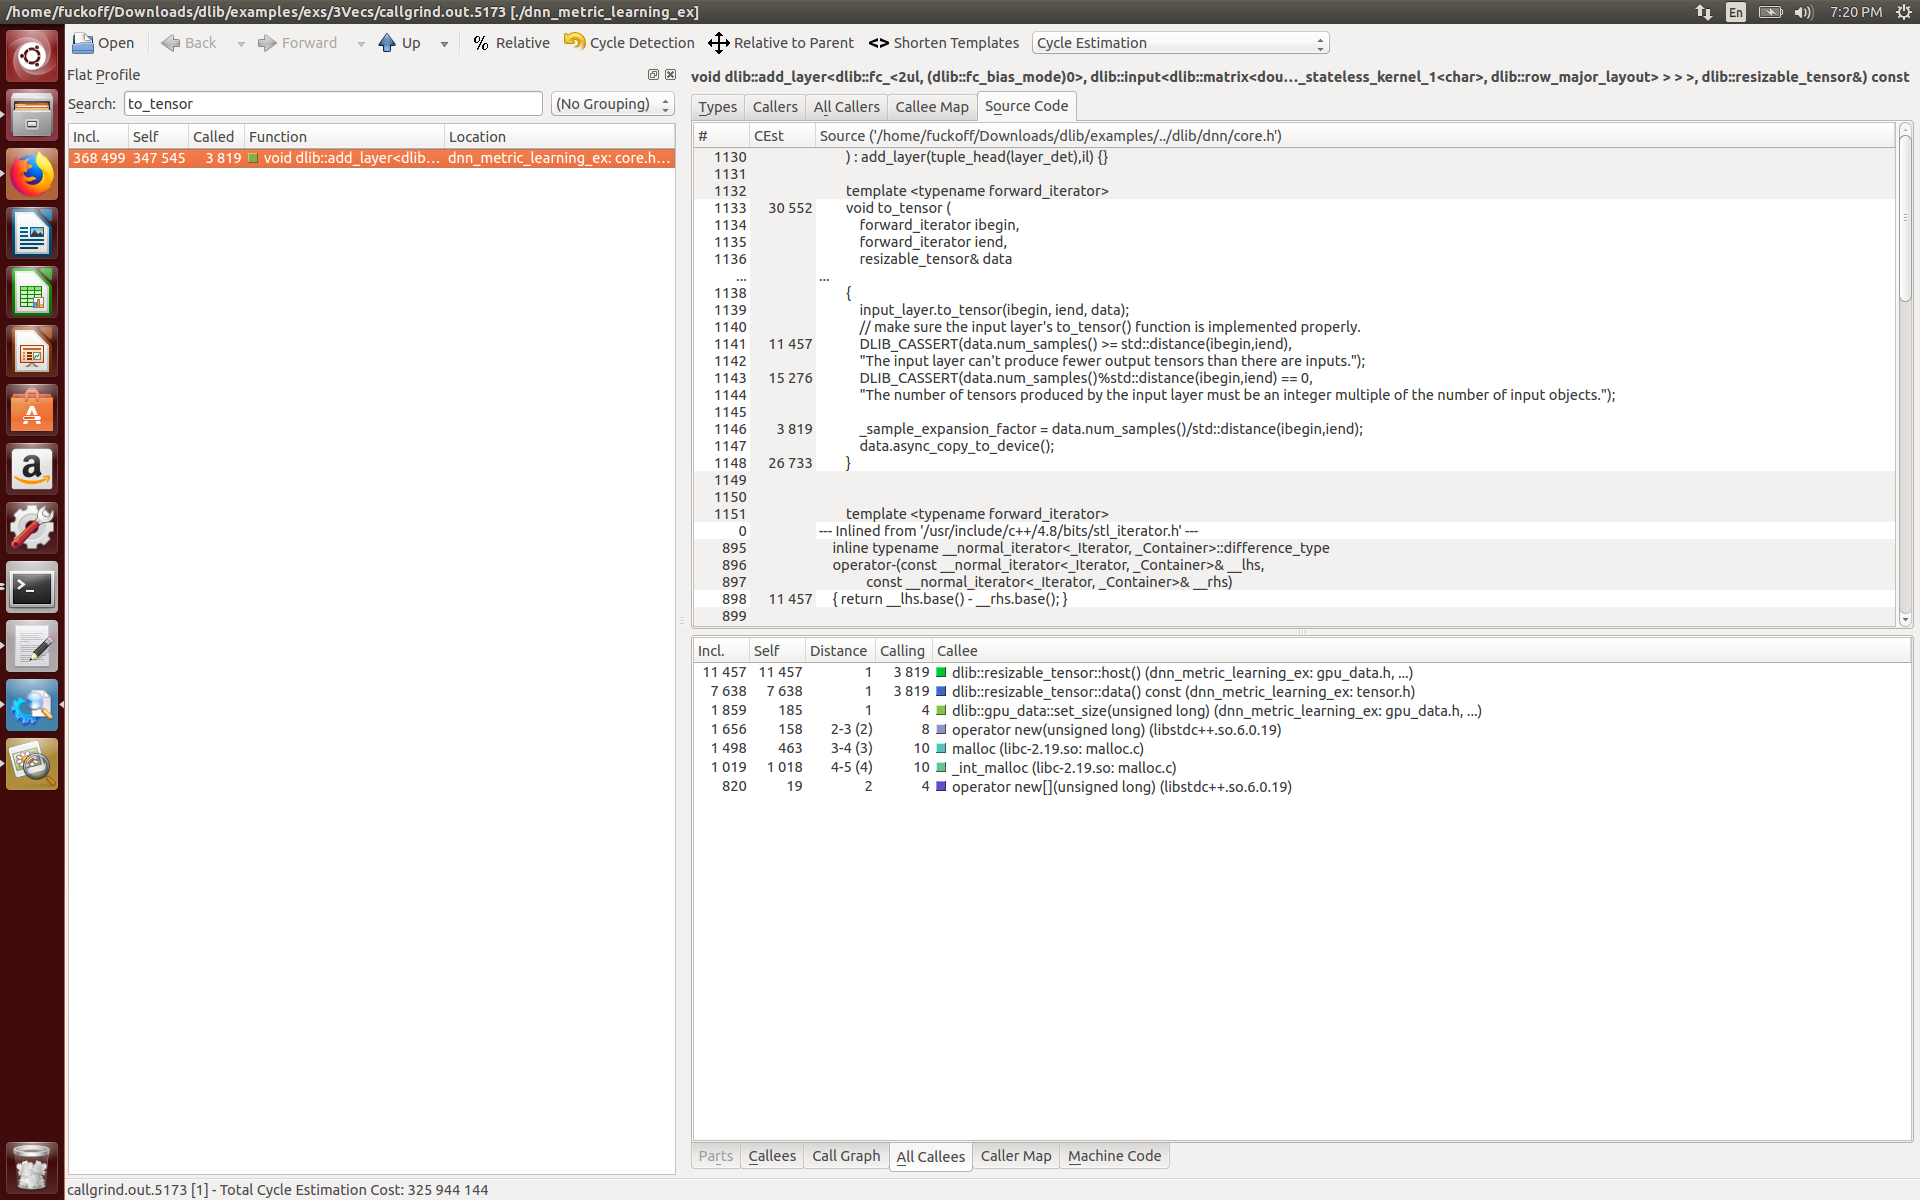 /home/fuckoff/Downloads/dlib/examples/exs/3Vecs/callgrind.out.5173 [./dnn_metric_learning_ex]
En 7:20 PM
Open Back Forward Up % Relative Cycle Detection Relative to Parent <> Shorten Templates Cycle Estimation
Flat Profile
Search: to_tensor (No Grouping)
Incl. Self Called Function Location
368 499 347 545 3 819 void dlib::add_layer<dlib... dnn_metric_learning_ex: core.h...
void dlib::add_layer<dlib::fc_<2ul, (dlib::fc_bias_mode)0>, dlib::input<dlib::matrix<dou..._stateless_kernel_1<char>, dlib::row_major_layout> > > >, dlib::resizable_tensor&) const
Types Callers All Callers Callee Map Source Code
# CEst Source ('/home/fuckoff/Downloads/dlib/examples/../dlib/dnn/core.h')
1130 ) : add_layer(tuple_head(layer_det),il) {}
1131
1132 template <typename forward_iterator>
1133 30 552 void to_tensor (
1134 forward_iterator ibegin,
1135 forward_iterator iend,
1136 resizable_tensor& data
... ...
1138 {
1139 input_layer.to_tensor(ibegin, iend, data);
1140 // make sure the input layer's to_tensor() function is implemented properly.
1141 11 457 DLIB_CASSERT(data.num_samples() >= std::distance(ibegin,iend),
1142 "The input layer can't produce fewer output tensors than there are inputs.");
1143 15 276 DLIB_CASSERT(data.num_samples()%std::distance(ibegin,iend) == 0,
1144 "The number of tensors produced by the input layer must be an integer multiple of the number of input objects.");
1145
1146 3 819 _sample_expansion_factor = data.num_samples()/std::distance(ibegin,iend);
1147 data.async_copy_to_device();
1148 26 733 }
1149
1150
1151 template <typename forward_iterator>
0 --- Inlined from '/usr/include/c++/4.8/bits/stl_iterator.h' ---
895 inline typename __normal_iterator<_Iterator, _Container>::difference_type
896 operator-(const __normal_iterator<_Iterator, _Container>& __lhs,
897 const __normal_iterator<_Iterator, _Container>& __rhs)
898 11 457 { return __lhs.base() - __rhs.base(); }
899
Incl. Self Distance Calling Callee
11 457 11 457 1 3 819 dlib::resizable_tensor::host() (dnn_metric_learning_ex: gpu_data.h, ...)
7 638 7 638 1 3 819 dlib::resizable_tensor::data() const (dnn_metric_learning_ex: tensor.h)
1 859 185 1 4 dlib::gpu_data::set_size(unsigned long) (dnn_metric_learning_ex: gpu_data.h, ...)
1 656 158 2-3 (2) 8 operator new(unsigned long) (libstdc++.so.6.0.19)
1 498 463 3-4 (3) 10 malloc (libc-2.19.so: malloc.c)
1 019 1 018 4-5 (4) 10 _int_malloc (libc-2.19.so: malloc.c)
820 19 2 4 operator new[](unsigned long) (libstdc++.so.6.0.19)
Parts Callees Call Graph All Callees Caller Map Machine Code
callgrind.out.5173 [1] - Total Cycle Estimation Cost: 325 944 144